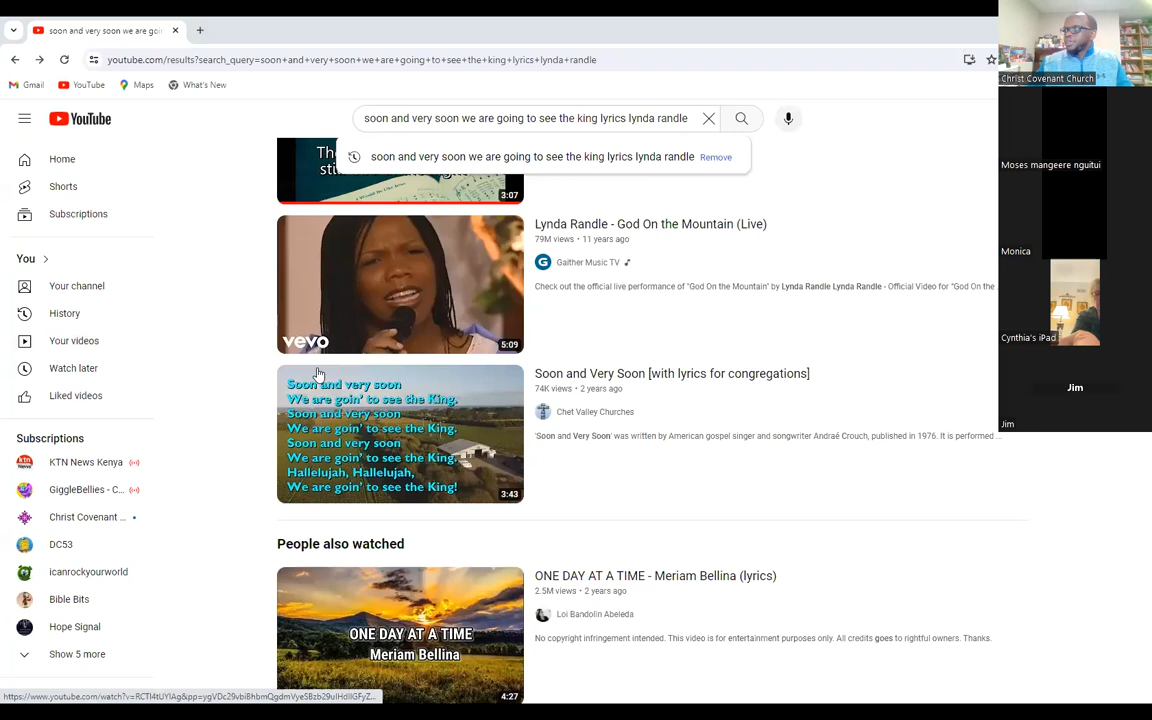 soon and very soon we are goi
youtube.com/results?search_query=soon+and+very+soon+we+are+going+to+see+the+king+lyrics+lynda+randle
Gmail
YouTube
Maps
What's New
YouTube
soon and very soon we are going to see the king lyrics lynda randle
soon and very soon we are going to see the king lyrics lynda randle
Remove
Home
Shorts
Subscriptions
You
Your channel
History
Your videos
Watch later
Liked videos
Subscriptions
KTN News Kenya
GiggleBellies - C...
Christ Covenant ...
DC53
icanrockyourworld
Bible Bits
Hope Signal
Show 5 more
3:07
vevo
5:09
Lynda Randle - God On the Mountain (Live)
79M views • 11 years ago
Gaither Music TV
Check out the official live performance of "God On the Mountain" by Lynda Randle Lynda Randle - Official Video for "God On the
Soon and very soon
We are goin' to see the King.
Soon and very soon
We are goin' to see the King.
Soon and very soon
We are goin' to see the King.
Hallelujah, Hallelujah,
We are goin' to see the King!
3:43
Soon and Very Soon [with lyrics for congregations]
74K views • 2 years ago
Chet Valley Churches
'Soon and Very Soon' was written by American gospel singer and songwriter Andraé Crouch, published in 1976. It is performed ...
People also watched
ONE DAY AT A TIME
Meriam Bellina
4:27
ONE DAY AT A TIME - Meriam Bellina (lyrics)
2.5M views • 2 years ago
Loi Bandolin Abeleda
No copyright infringement intended. This video is for entertainment purposes only. All credits goes to rightful owners. Thanks.
Christ Covenant Church
Moses mangeere nguitui
Monica
Cynthia's iPad
Jim
Jim